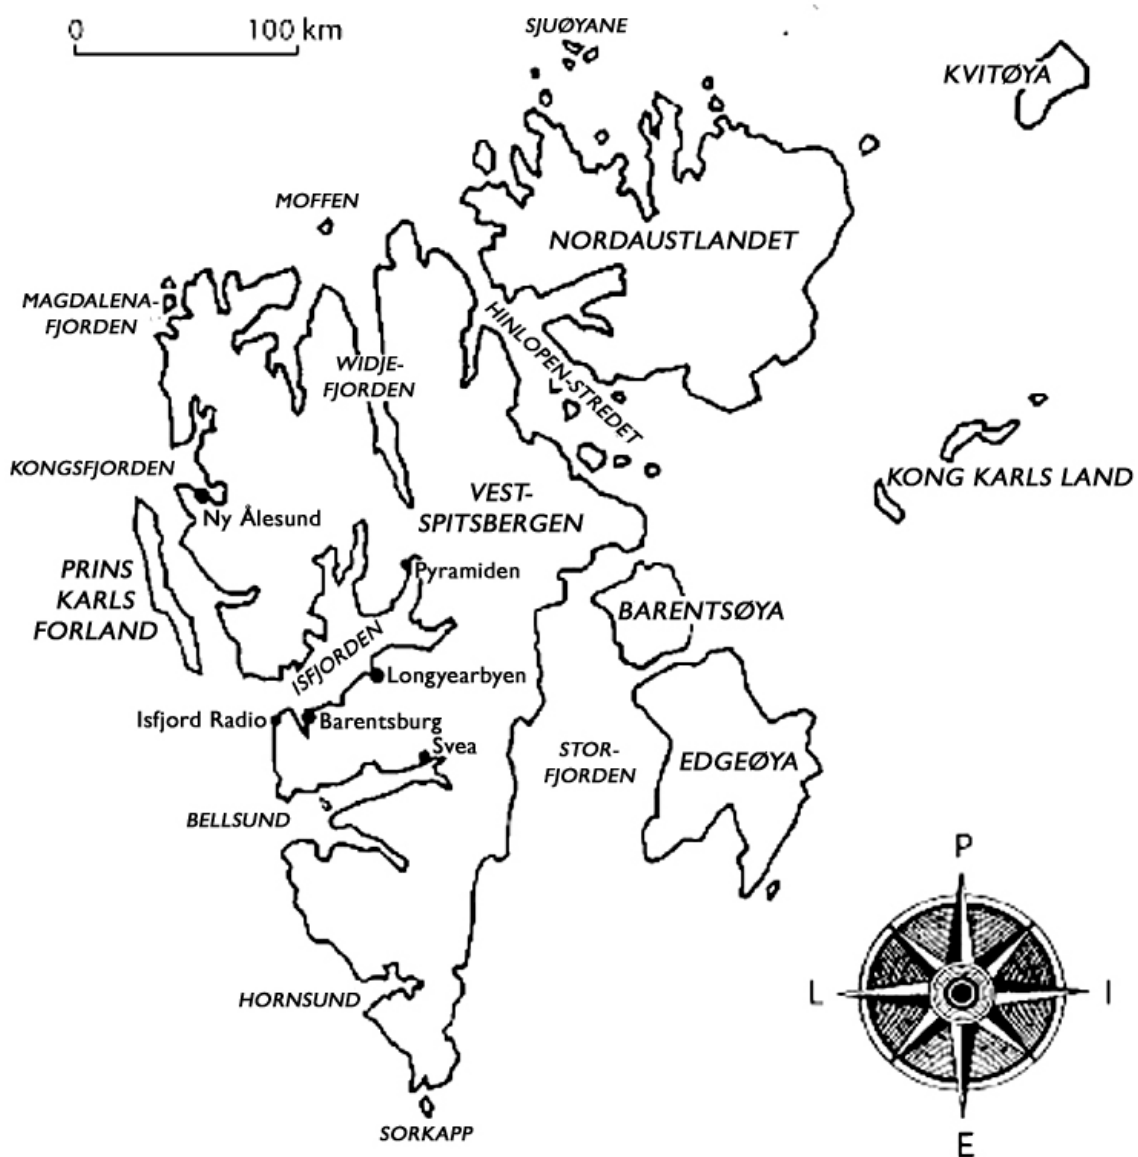 0 100 km
SJUØYANE
KVITØYA
MOFFEN
NORDAUSTLANDET
MAGDALENA-
FJORDEN
HINLOPEN-STREDET
WIDJE-
FJORDEN
KONGSFJORDEN
KONG KARLS LAND
VEST-
SPITSBERGEN
Ny Ålesund
Pyramiden
PRINS
KARLS
FORLAND
BARENTSØYA
ISFJORDEN
Longyearbyen
Isfjord Radio
Barentsburg
Svea
STOR-
FJORDEN
EDGEØYA
BELLSUND
P
L I
E
HORNSUND
SORKAPP